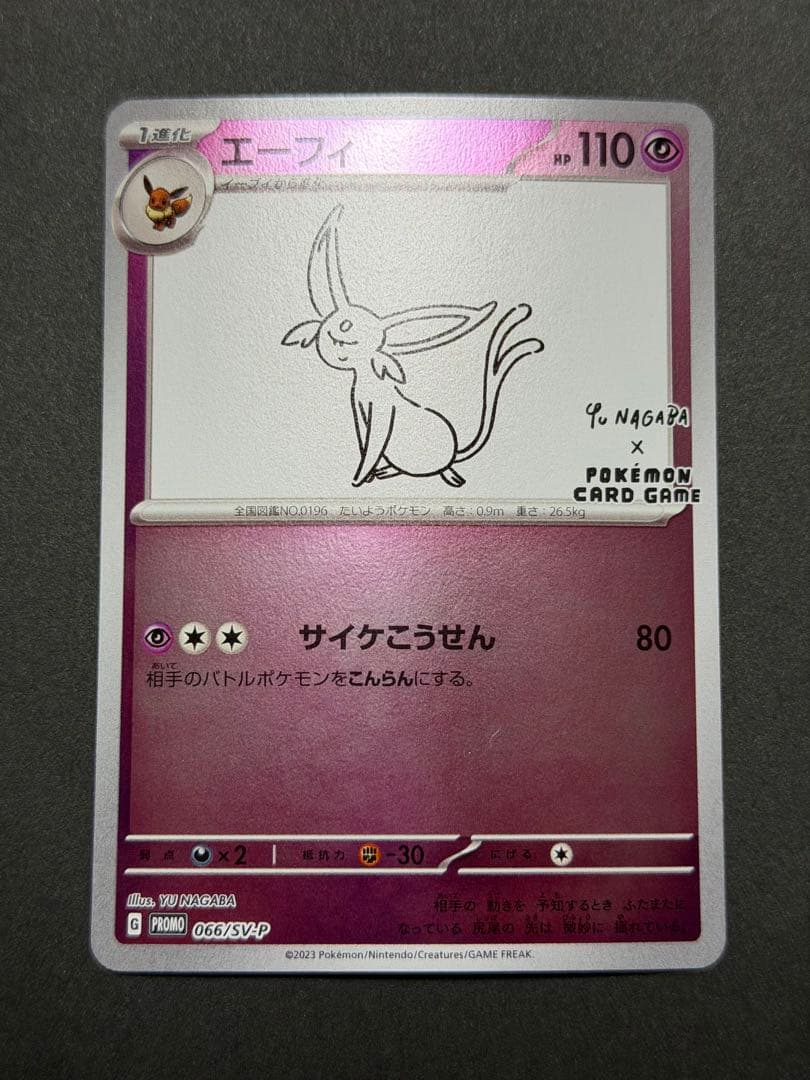 1進化
エーフィ
HP 110
イーブイから進化
Yu NAGABA
x
POKÉMON
CARD GAME
全国図鑑NO.0196 たいようポケモン 高さ：0.9m 重さ：26.5kg
サイケこうせん 80
あいて
相手のバトルポケモンをこんらんにする。
弱点 ×2 抵抗力 -30 にげる
Illus. YU NAGABA
G PROMO 066/SV-P
相手の 動きを 予知するとき ふたまたに
なっている 尻尾の 先は 微妙に 揺れている。
©2023 Pokémon/Nintendo/Creatures/GAME FREAK.